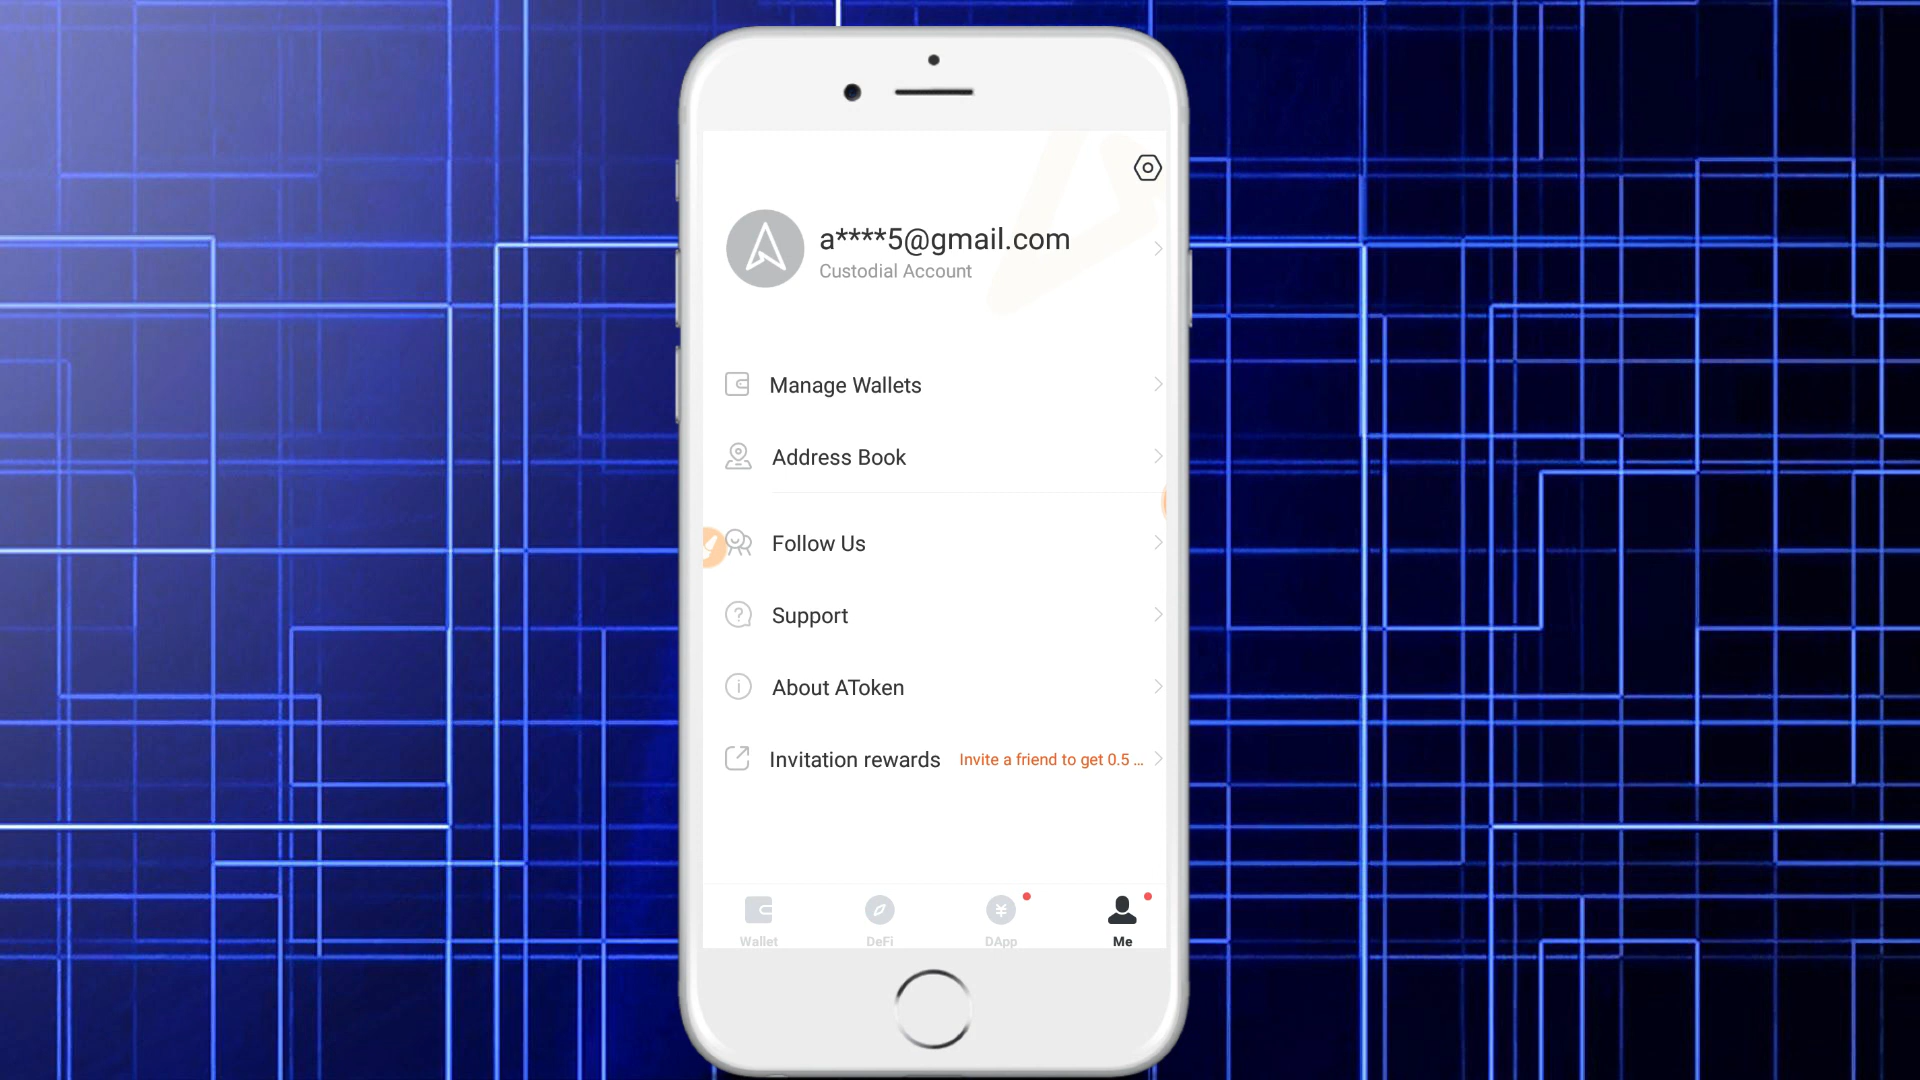 a****5@gmail.com
Custodial Account
Manage Wallets
Address Book
Follow Us
Support
About AToken
Invitation rewards Invite a friend to get 0.5 ...
Wallet DeFi DApp Me